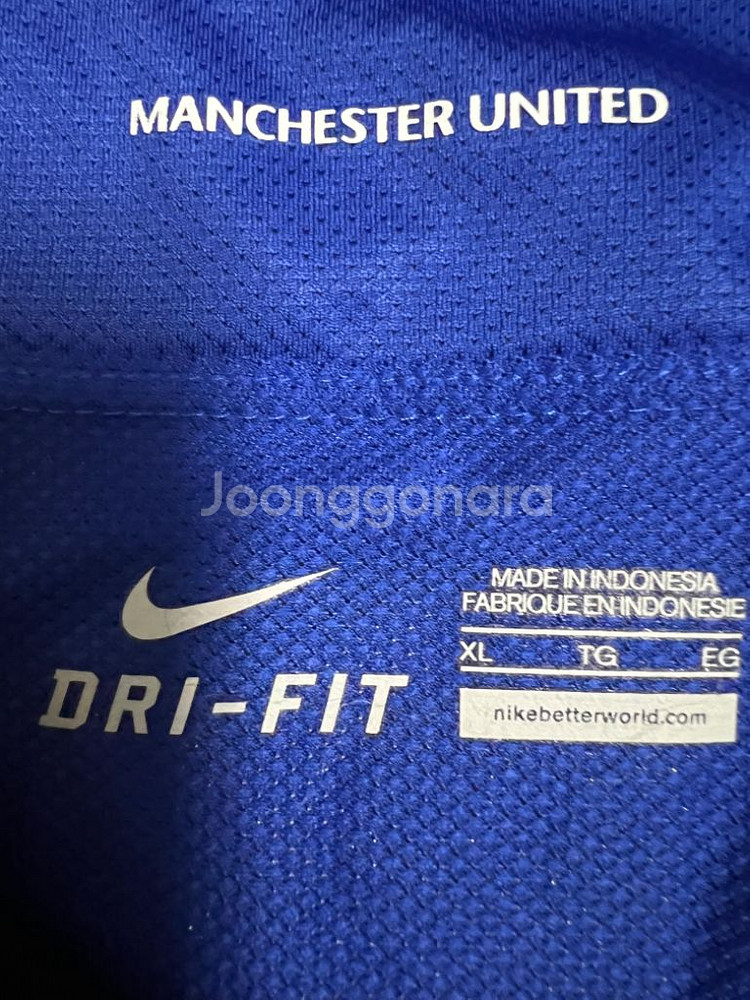 MANCHESTER UNITED
Joonggonara
MADE IN INDONESIA
FABRIQUE EN INDONESIE
XL TG EG
DRI-FIT
nikebetterworld.com